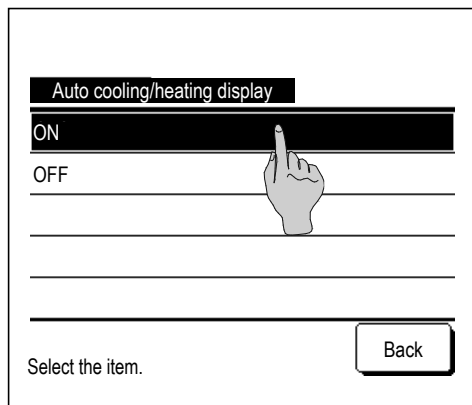 Auto cooling/heating display
ON
OFF
Select the item.
Back